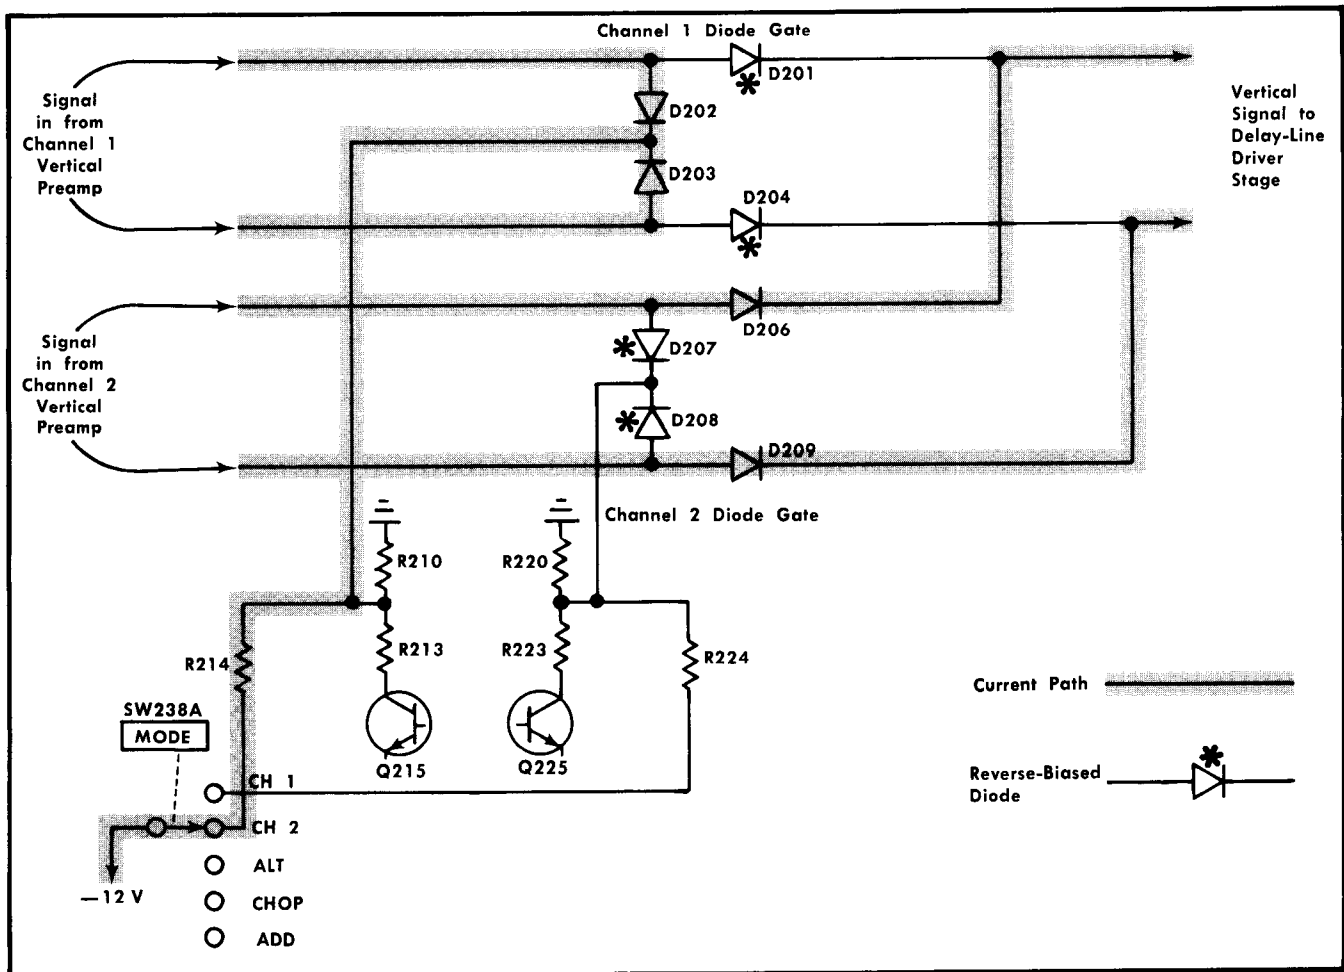 Channel 1 Diode Gate
D201
Signal
in from
Channel 1
Vertical
Preamp
D202
D203
D204
Vertical
Signal to
Delay-Line
Driver
Stage
D206
D207
D208
D209
Signal
in from
Channel 2
Vertical
Preamp
Channel 2 Diode Gate
R210
R220
R213
R223
R214
R224
SW238A
MODE
Q215
Q225
CH 1
CH 2
ALT
CHOP
ADD
—12 V
Current Path
Reverse-Biased
Diode